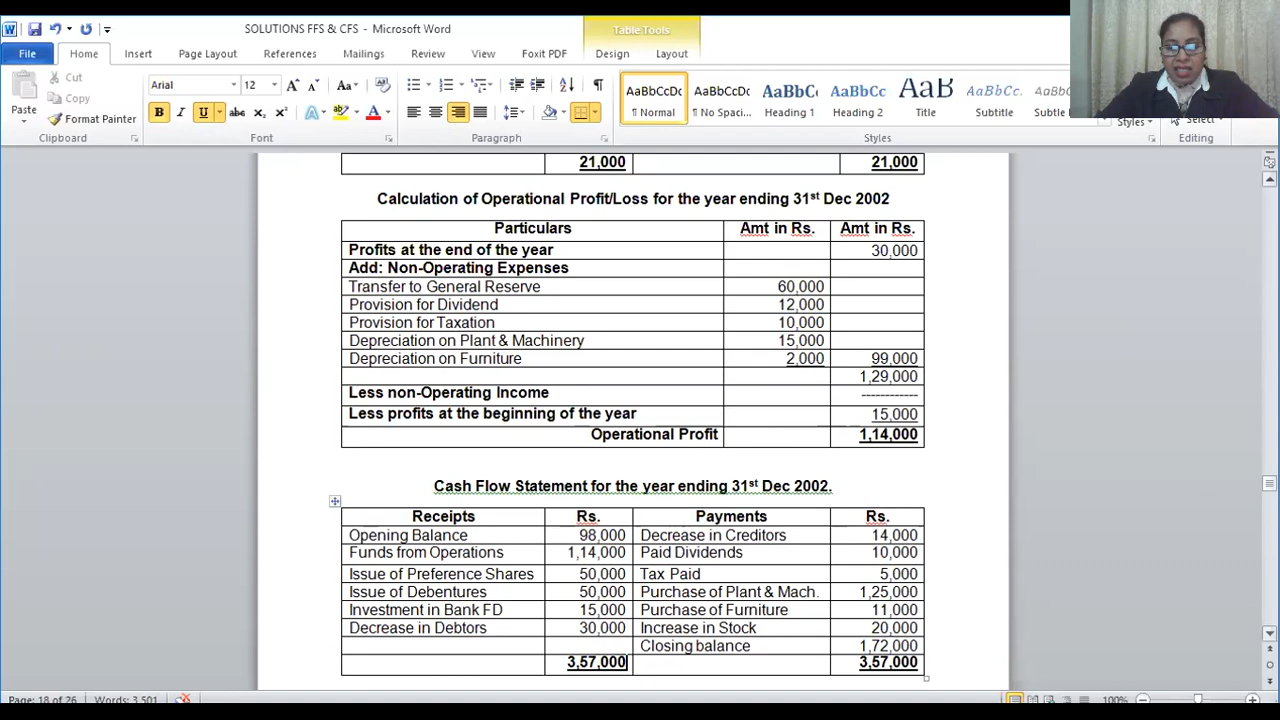 SOLUTIONS FFS & CFS - Microsoft Word
Table Tools
File Home Insert Page Layout References Mailings Review View Foxit PDF Design Layout
Cut
Copy
Format Painter
Paste
Arial 12
AaBbCcDc AaBbCcDc AaBbC AaBbCc AaB AaBbCc AaBbCc
¶ Normal ¶ No Spaci... Heading 1 Heading 2 Title Subtitle Styles Select
Clipboard Font Paragraph Styles Editing
21,000 21,000
Calculation of Operational Profit/Loss for the year ending 31st Dec 2002
Particulars Amt in Rs. Amt in Rs.
Profits at the end of the year 30,000
Add: Non-Operating Expenses
Transfer to General Reserve 60,000
Provision for Dividend 12,000
Provision for Taxation 10,000
Depreciation on Plant & Machinery 15,000
Depreciation on Furniture 2,000 99,000
1,29,000
Less non-Operating Income ------------
Less profits at the beginning of the year 15,000
Operational Profit 1,14,000
Cash Flow Statement for the year ending 31st Dec 2002.
Receipts Rs. Payments Rs.
Opening Balance 98,000 Decrease in Creditors 14,000
Funds from Operations 1,14,000 Paid Dividends 10,000
Issue of Preference Shares 50,000 Tax Paid 5,000
Issue of Debentures 50,000 Purchase of Plant & Mach. 1,25,000
Investment in Bank FD 15,000 Purchase of Furniture 11,000
Decrease in Debtors 30,000 Increase in Stock 20,000
Closing balance 1,72,000
3,57,000 3,57,000
Page: 18 of 26 Words: 3,501 100%